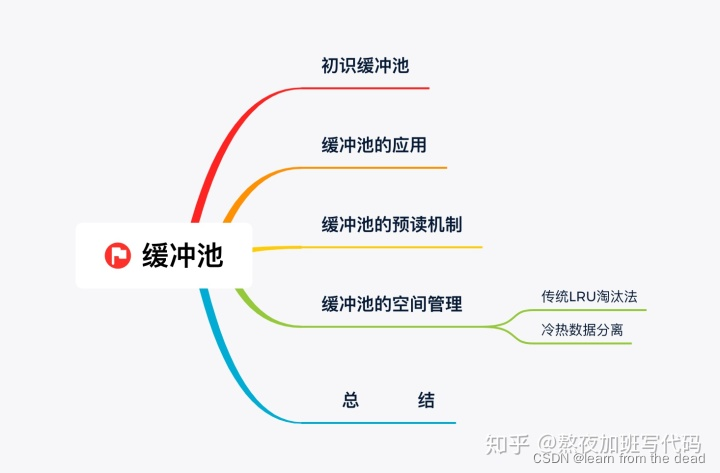 初识缓冲池
缓冲池的应用
缓冲池的预读机制
缓冲池
缓冲池的空间管理
传统LRU淘汰法
冷热数据分离
总 结
知乎 @熬夜加班写代码
CSDN @learn from the dead